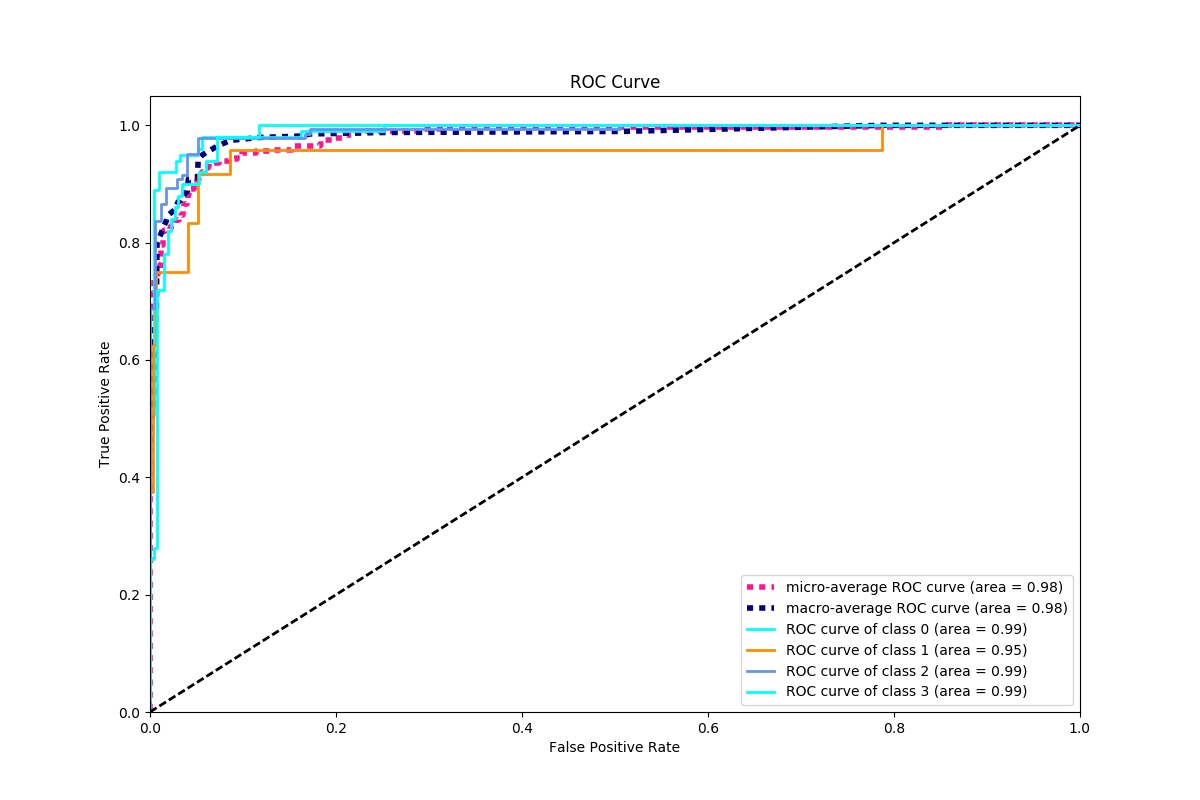 ROC Curve
1.0
0.8
0.6
0.4
0.2
0.0
True Positive Rate
micro-average ROC curve (area = 0.98)
macro-average ROC curve (area = 0.98)
ROC curve of class 0 (area = 0.99)
ROC curve of class 1 (area = 0.95)
ROC curve of class 2 (area = 0.99)
ROC curve of class 3 (area = 0.99)
0.0 0.2 0.4 0.6 0.8 1.0
False Positive Rate